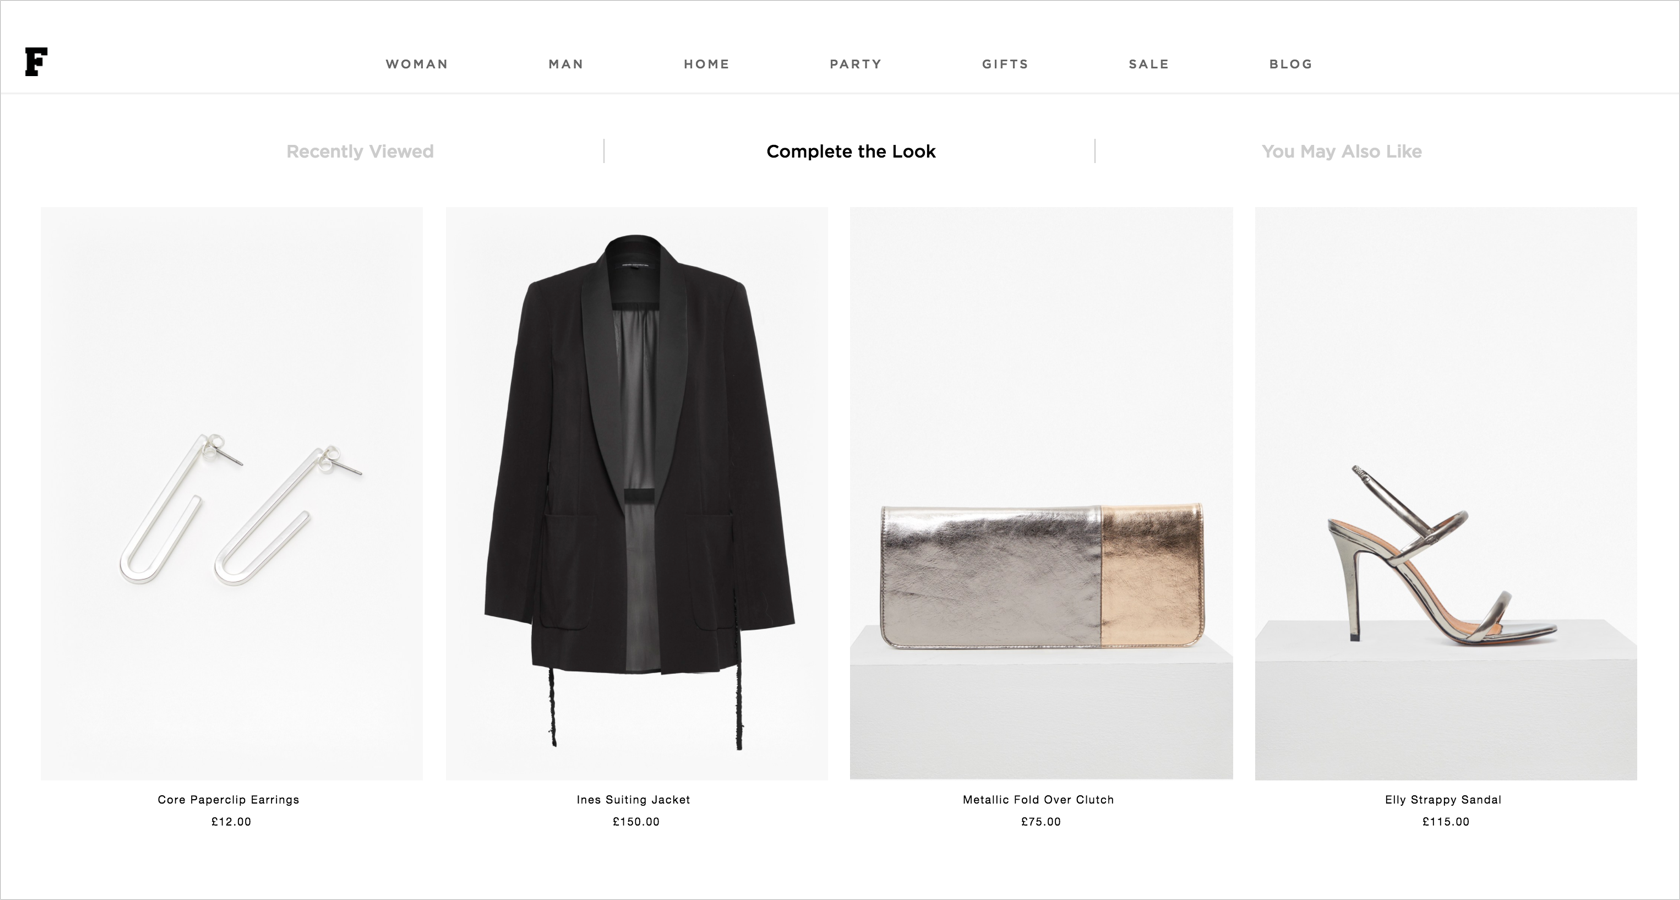 F
WOMAN MAN HOME PARTY GIFTS SALE BLOG
Recently Viewed Complete the Look You May Also Like
Core Paperclip Earrings Ines Suiting Jacket Metallic Fold Over Clutch Elly Strappy Sandal
£12.00 £150.00 £75.00 £115.00